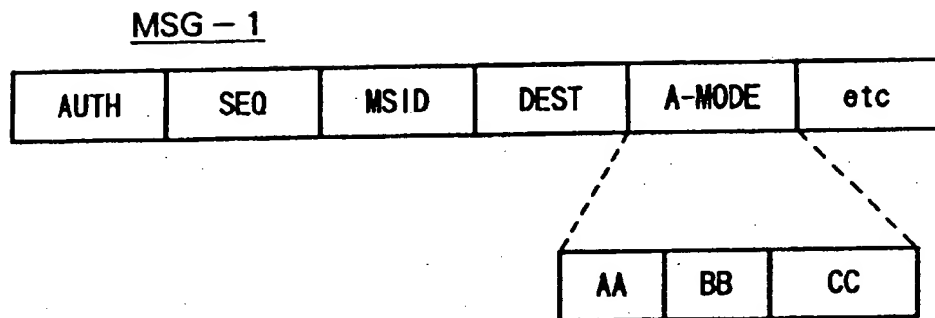 MSG – 1
AUTH SEQ MSID DEST A-MODE etc
AA BB CC